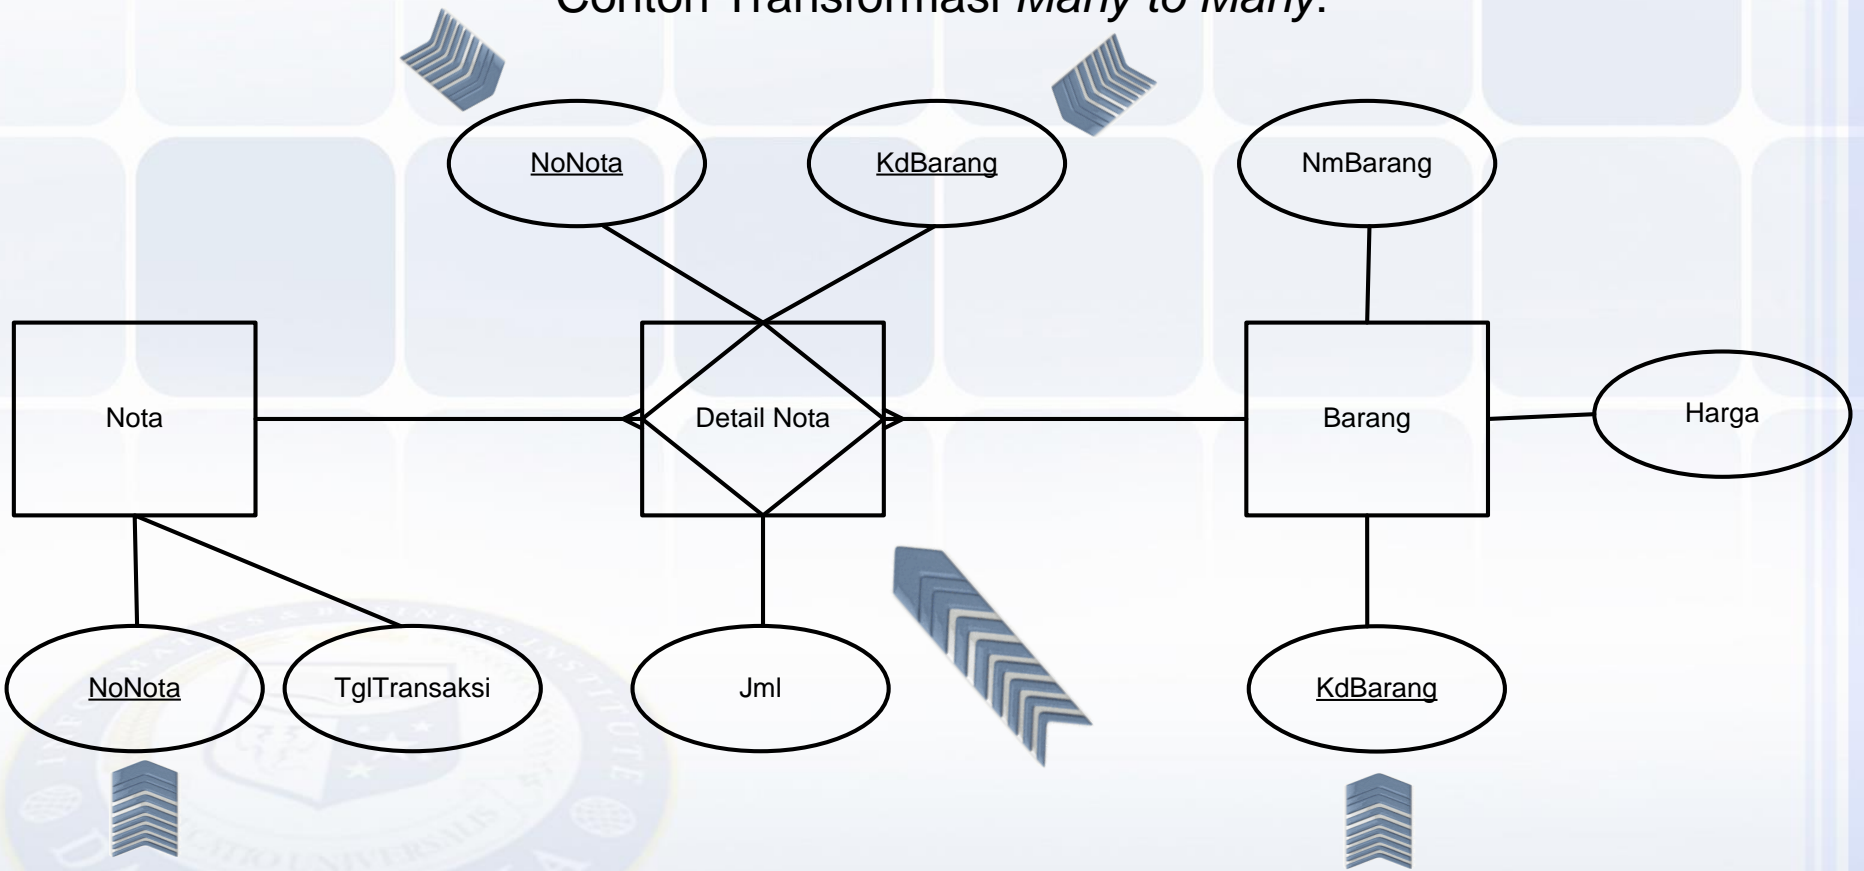 Contoh Transformasi Many to Many.
NoNota
KdBarang
NmBarang
Nota
Detail Nota
Barang
Harga
NoNota
TglTransaksi
Jml
KdBarang